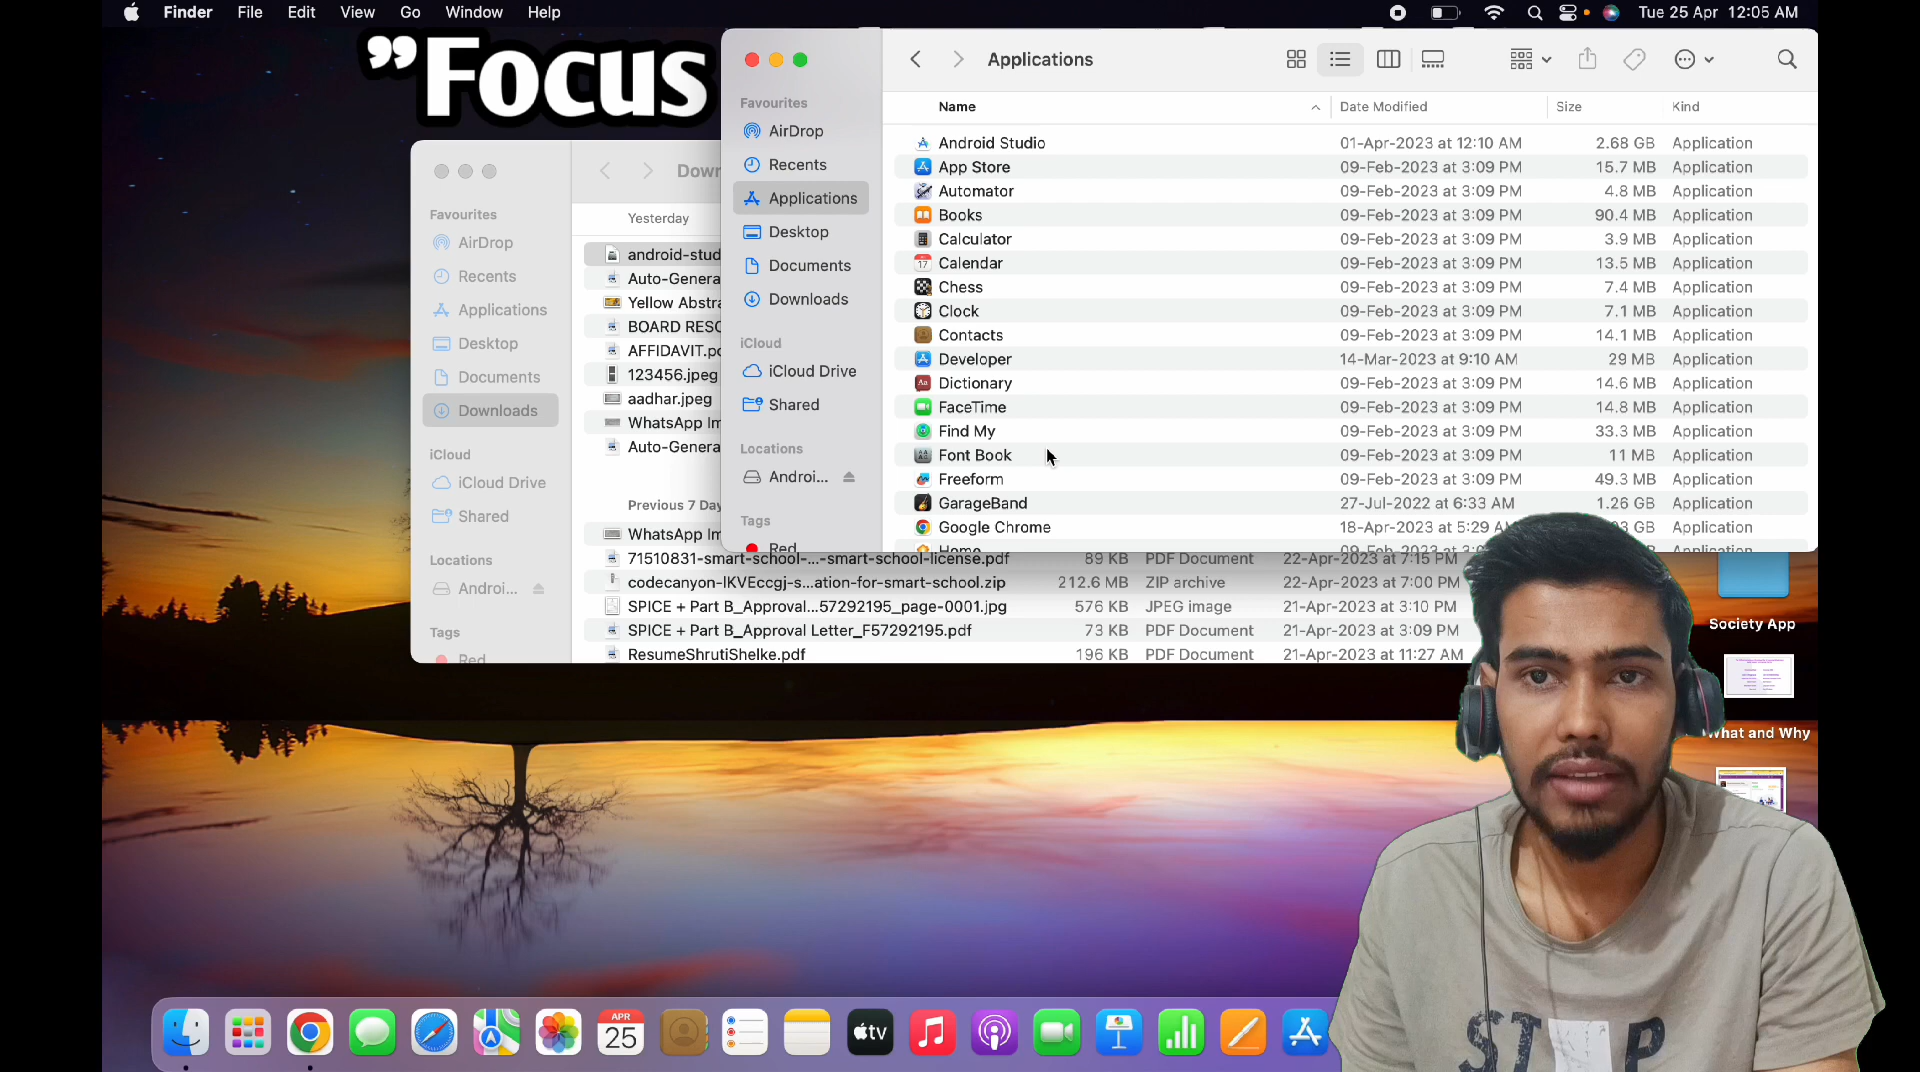 Finder File Edit View Go Window Help
Tue 25 Apr 12:05 AM
"Focus
Applications
Favourites
AirDrop
Recents
Applications
Desktop
Documents
Downloads
iCloud
iCloud Drive
Shared
Locations
Androi...
Tags
Red
Name Date Modified Size Kind
Android Studio 01-Apr-2023 at 12:10 AM 2.68 GB Application
App Store 09-Feb-2023 at 3:09 PM 15.7 MB Application
Automator 09-Feb-2023 at 3:09 PM 4.8 MB Application
Books 09-Feb-2023 at 3:09 PM 90.4 MB Application
Calculator 09-Feb-2023 at 3:09 PM 3.9 MB Application
Calendar 09-Feb-2023 at 3:09 PM 13.5 MB Application
Chess 09-Feb-2023 at 3:09 PM 7.4 MB Application
Clock 09-Feb-2023 at 3:09 PM 7.1 MB Application
Contacts 09-Feb-2023 at 3:09 PM 14.1 MB Application
Developer 14-Mar-2023 at 9:10 AM 29 MB Application
Dictionary 09-Feb-2023 at 3:09 PM 14.6 MB Application
FaceTime 09-Feb-2023 at 3:09 PM 14.8 MB Application
Find My 09-Feb-2023 at 3:09 PM 33.3 MB Application
Font Book 09-Feb-2023 at 3:09 PM 11 MB Application
Freeform 09-Feb-2023 at 3:09 PM 49.3 MB Application
GarageBand 27-Jul-2022 at 6:33 AM 1.26 GB Application
Google Chrome 18-Apr-2023 at 5:29 GB Application
Home Application
Dow
Favourites
AirDrop
Recents
Applications
Desktop
Documents
Downloads
iCloud
iCloud Drive
Shared
Locations
Androi...
Tags
Red
Yesterday
android-stud
Auto-Genera
Yellow Abstra
BOARD RESO
AFFIDAVIT.pd
123456.jpeg
aadhar.jpeg
WhatsApp Im
Auto-Genera
Previous 7 Day
WhatsApp Im
71510831-smart-school-...-smart-school-license.pdf 89 KB PDF Document 22-Apr-2023 at 7:15 PM
codecanyon-IKVEccgj-s...ation-for-smart-school.zip 212.6 MB ZIP archive 22-Apr-2023 at 7:00 PM
SPICE + Part B_Approval...57292195_page-0001.jpg 576 KB JPEG image 21-Apr-2023 at 3:10 PM
SPICE + Part B_Approval Letter_F57292195.pdf 73 KB PDF Document 21-Apr-2023 at 3:09 PM
ResumeShrutiShelke.pdf 196 KB PDF Document 21-Apr-2023 at 11:27 AM
Society App
What and Why
APR
25
tv